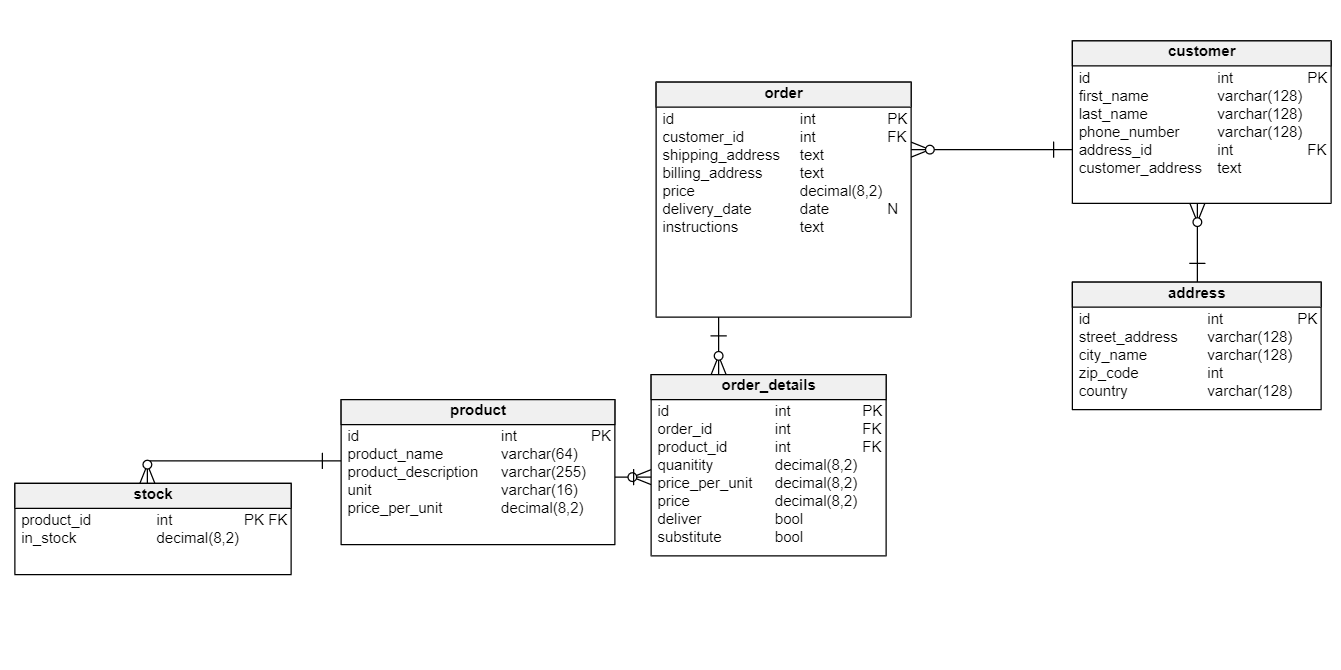 customer
id int PK
first_name varchar(128)
last_name varchar(128)
phone_number varchar(128)
address_id int FK
customer_address text
order
id int PK
customer_id int FK
shipping_address text
billing_address text
price decimal(8,2)
delivery_date date N
instructions text
address
id int PK
street_address varchar(128)
city_name varchar(128)
zip_code int
country varchar(128)
order_details
id int PK
order_id int FK
product_id int FK
quanitity decimal(8,2)
price_per_unit decimal(8,2)
price decimal(8,2)
deliver bool
substitute bool
product
id int PK
product_name varchar(64)
product_description varchar(255)
unit varchar(16)
price_per_unit decimal(8,2)
stock
product_id int PK FK
in_stock decimal(8,2)